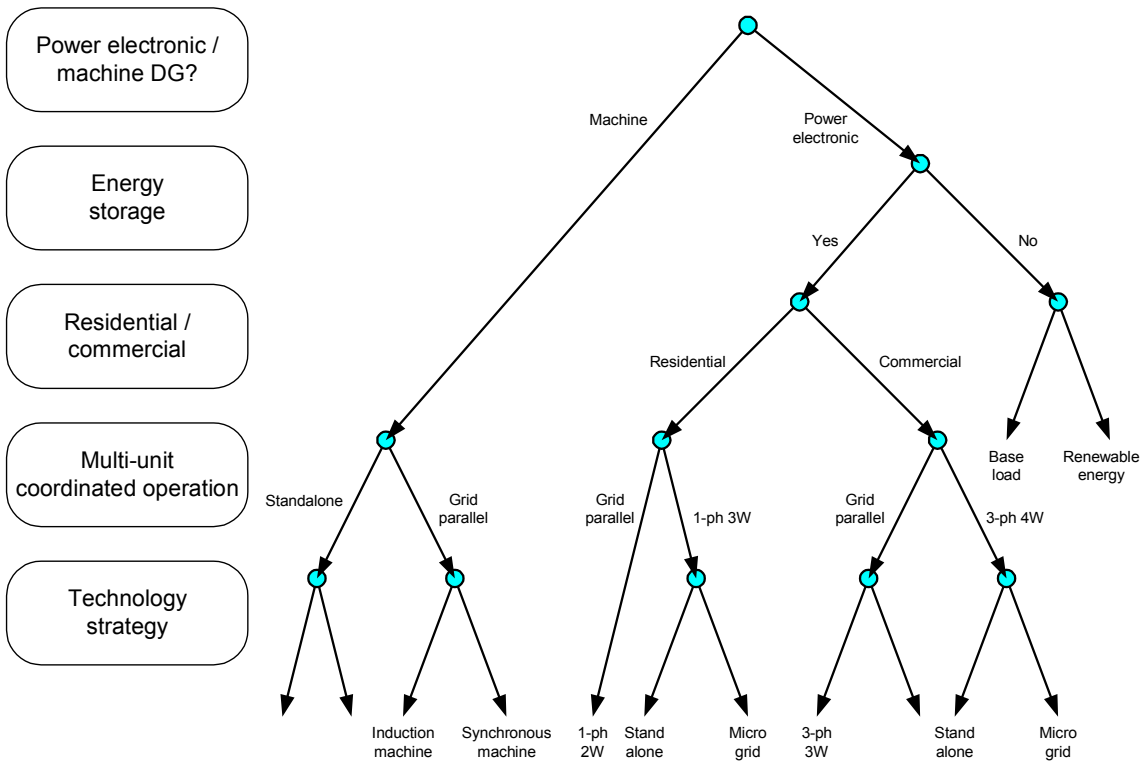 Power electronic /
machine DG?
Machine
Power
electronic
Energy
storage
Yes
No
Residential /
commercial
Residential
Commercial
Multi-unit
coordinated operation
Base
load
Renewable
energy
Standalone
Grid
parallel
Grid
parallel
1-ph 3W
Grid
parallel
3-ph 4W
Technology
strategy
Induction
machine
Synchronous
machine
1-ph
2W
Stand
alone
Micro
grid
3-ph
3W
Stand
alone
Micro
grid